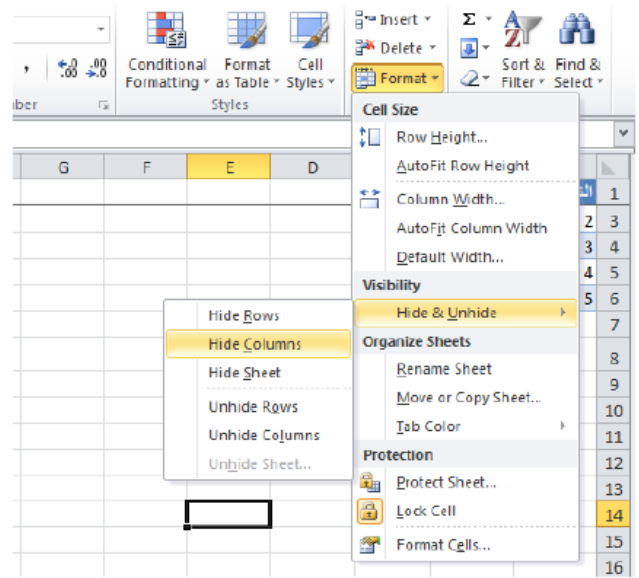 Insert
Delete
Format
Σ
Conditional Formatting
Format as Table
Cell Styles
Sort & Filter
Find & Select
ber
Styles
Cell Size
Row Height...
AutoFit Row Height
Column Width...
AutoFit Column Width
Default Width...
Visibility
Hide & Unhide
Organize Sheets
Rename Sheet
Move or Copy Sheet...
Tab Color
Protection
Protect Sheet...
Lock Cell
Format Cells...
Hide Rows
Hide Columns
Hide Sheet
Unhide Rows
Unhide Columns
Unhide Sheet...
G F E D
1
2 3
3 4
4 5
5 6
7
8
9
10
11
12
13
14
15
16